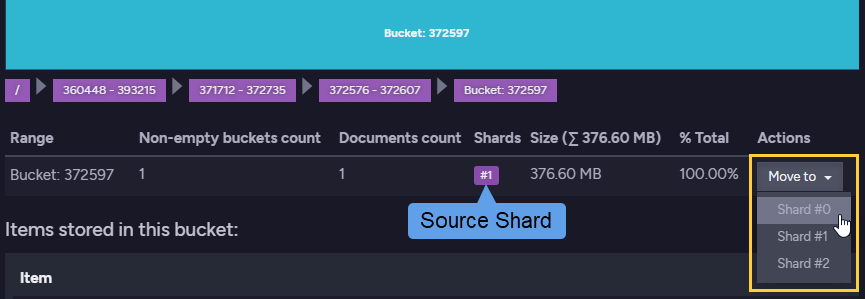 Bucket: 372597
/ 360448 - 393215 371712 - 372735 372576 - 372607 Bucket: 372597
Range Non-empty buckets count Documents count Shards Size (∑ 376.60 MB) % Total Actions
Bucket: 372597 1 1 #1 376.60 MB 100.00% Move to
Source Shard
Shard #0
Shard #1
Shard #2
Items stored in this bucket:
Item